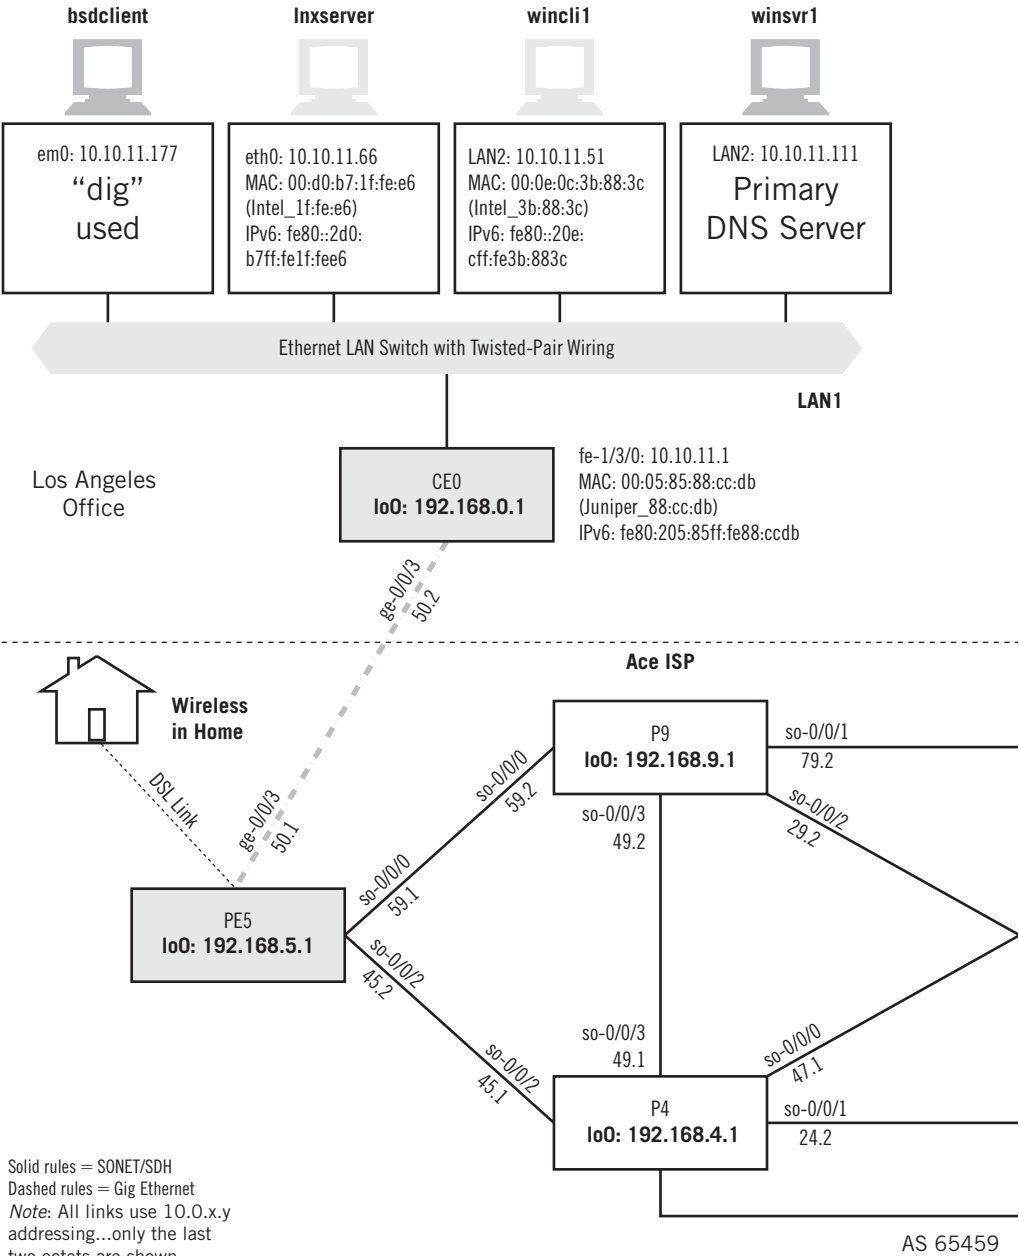 bsdclient
lnxserver
wincli1
winsvr1
em0: 10.10.11.177
“dig”
used
eth0: 10.10.11.66
MAC: 00:d0:b7:1f:fe:e6
(Intel_1f:fe:e6)
IPv6: fe80::2d0:
b7ff:fe1f:fee6
LAN2: 10.10.11.51
MAC: 00:0e:0c:3b:88:3c
(Intel_3b:88:3c)
IPv6: fe80::20e:
cff:fe3b:883c
LAN2: 10.10.11.111
Primary
DNS Server
Ethernet LAN Switch with Twisted-Pair Wiring
LAN1
Los Angeles
Office
CE0
lo0: 192.168.0.1
fe-1/3/0: 10.10.11.1
MAC: 00:05:85:88:cc:db
(Juniper_88:cc:db)
IPv6: fe80:205:85ff:fe88:ccdb
ge-0/0/3
50.2
Ace ISP
Wireless
in Home
DSL Link
ge-0/0/3
50.1
P9
lo0: 192.168.9.1
so-0/0/1
79.2
so-0/0/0
59.2
so-0/0/3
49.2
so-0/0/2
29.2
so-0/0/0
59.1
PE5
lo0: 192.168.5.1
so-0/0/2
45.2
so-0/0/3
49.1
so-0/0/0
47.1
so-0/0/2
45.1
P4
lo0: 192.168.4.1
so-0/0/1
24.2
Solid rules = SONET/SDH
Dashed rules = Gig Ethernet
Note: All links use 10.0.x.y
addressing...only the last
two octets are shown.
AS 65459